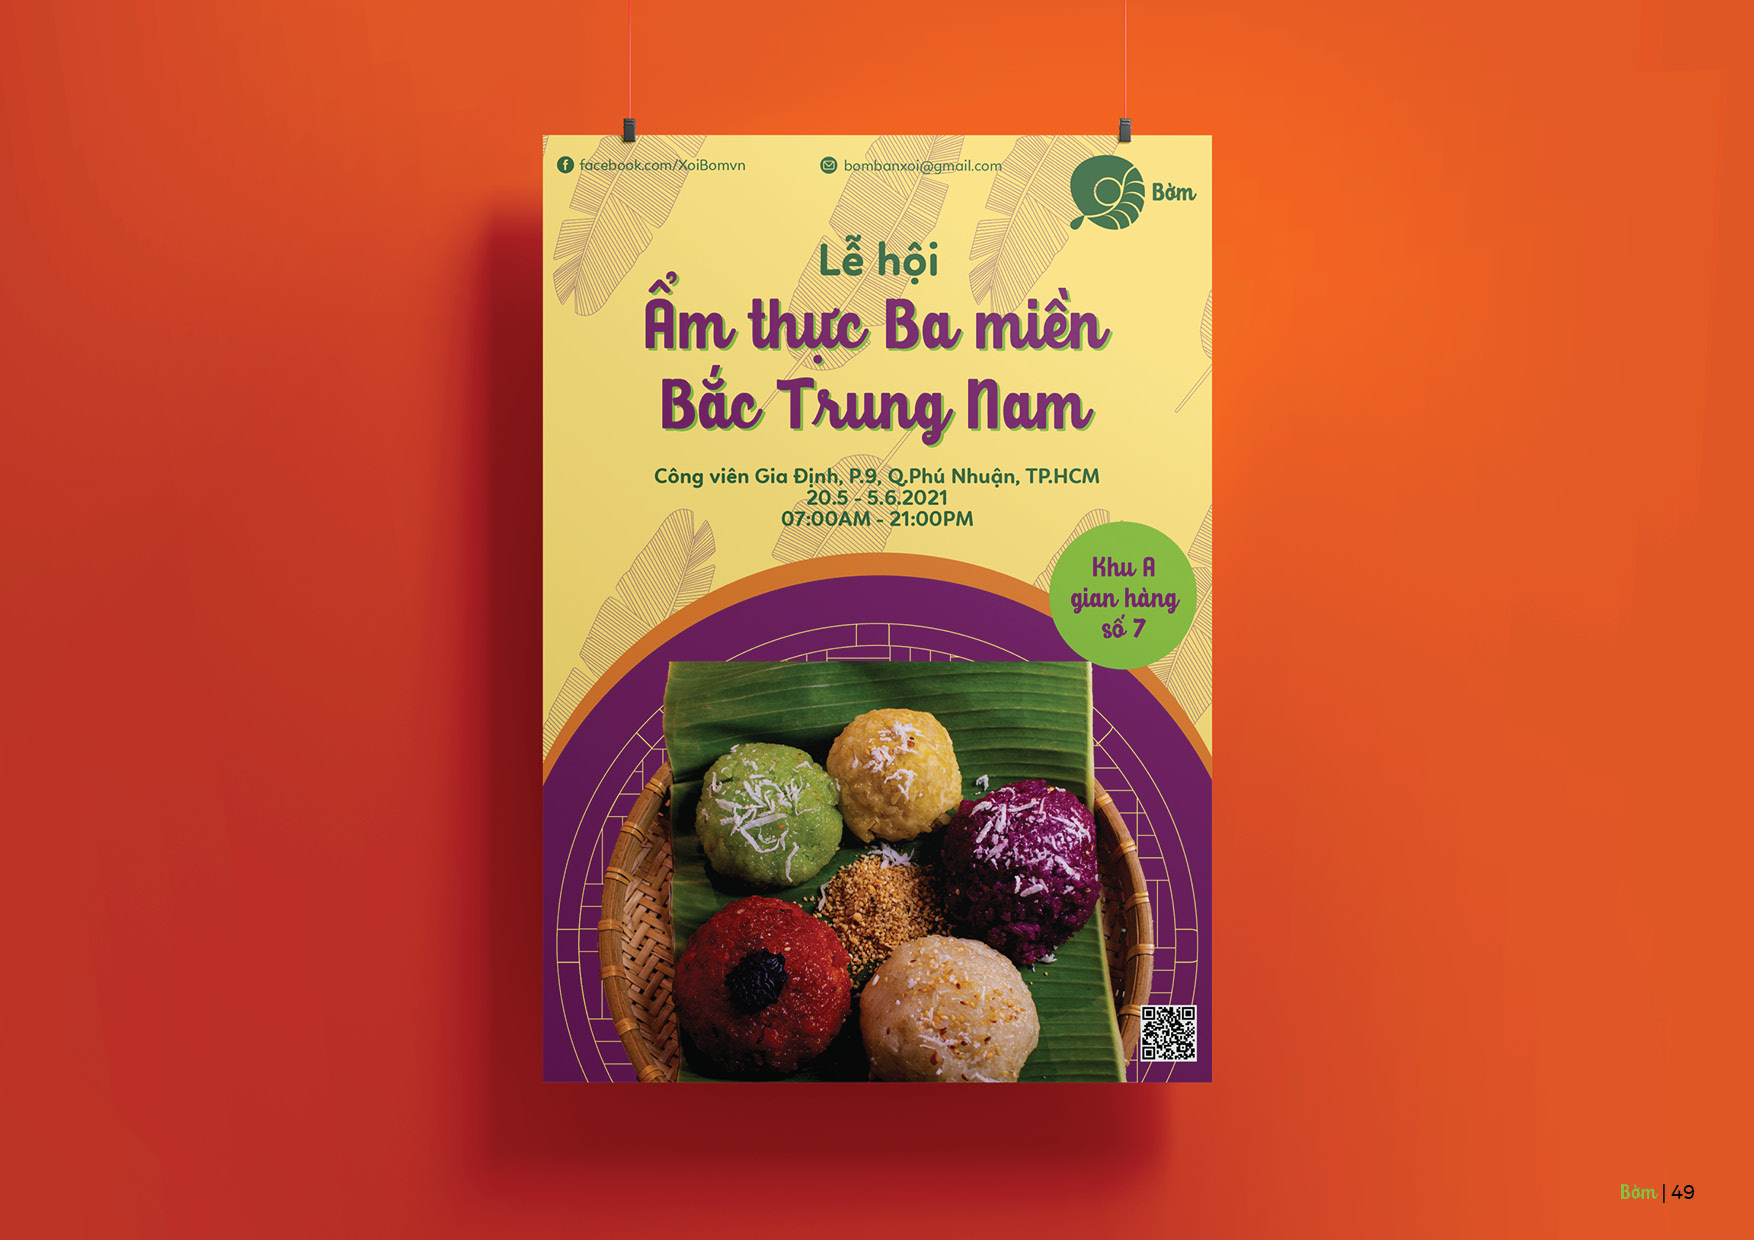 facebook.com/XoiBomvn
bombanxoi@gmail.com
Bờm
Lễ hội
Ẩm thực Ba miền
Bắc Trung Nam
Công viên Gia Định, P.9, Q.Phú Nhuận, TP.HCM
20.5 - 5.6.2021
07:00AM - 21:00PM
Khu A
gian hàng
số 7
Bờm | 49